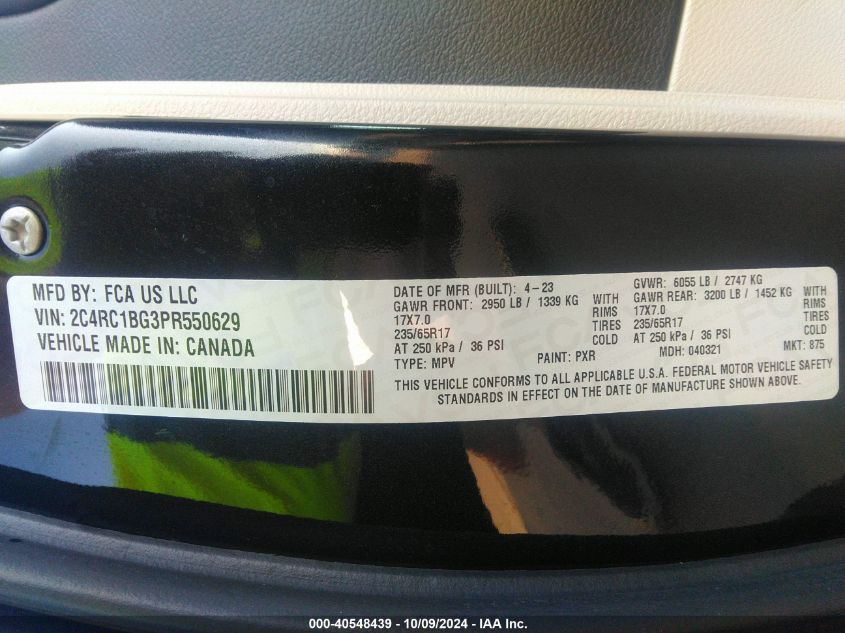 MFD BY: FCA US LLC
VIN: 2C4RC1BG3PR550629
VEHICLE MADE IN: CANADA
DATE OF MFR (BUILT): 4-23
GAWR FRONT: 2950 LB / 1339 KG WITH
17X7.0 RIMS
235/65R17 TIRES
AT 250 kPa / 36 PSI COLD
TYPE: MPV
GVWR: 6055 LB / 2747 KG
GAWR REAR: 3200 LB / 1452 KG WITH
17X7.0 RIMS
235/65R17 TIRES
AT 250 kPa / 36 PSI COLD
PAINT: PXR MDH: 040321 MKT: 875
THIS VEHICLE CONFORMS TO ALL APPLICABLE U.S.A. FEDERAL MOTOR VEHICLE SAFETY
STANDARDS IN EFFECT ON THE DATE OF MANUFACTURE SHOWN ABOVE.
000-40548439 - 10/09/2024 - IAA Inc.